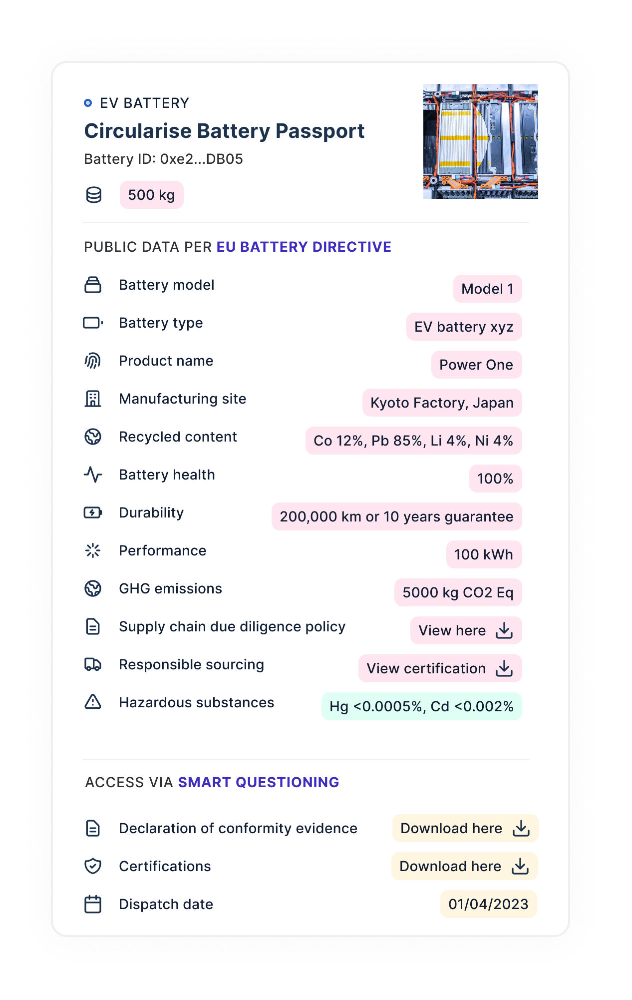 EV BATTERY
Circularise Battery Passport
Battery ID: 0xe2...DB05
500 kg
PUBLIC DATA PER EU BATTERY DIRECTIVE
Battery model Model 1
Battery type EV battery xyz
Product name Power One
Manufacturing site Kyoto Factory, Japan
Recycled content Co 12%, Pb 85%, Li 4%, Ni 4%
Battery health 100%
Durability 200,000 km or 10 years guarantee
Performance 100 kWh
GHG emissions 5000 kg CO2 Eq
Supply chain due diligence policy View here
Responsible sourcing View certification
Hazardous substances Hg <0.0005%, Cd <0.002%
ACCESS VIA SMART QUESTIONING
Declaration of conformity evidence Download here
Certifications Download here
Dispatch date 01/04/2023